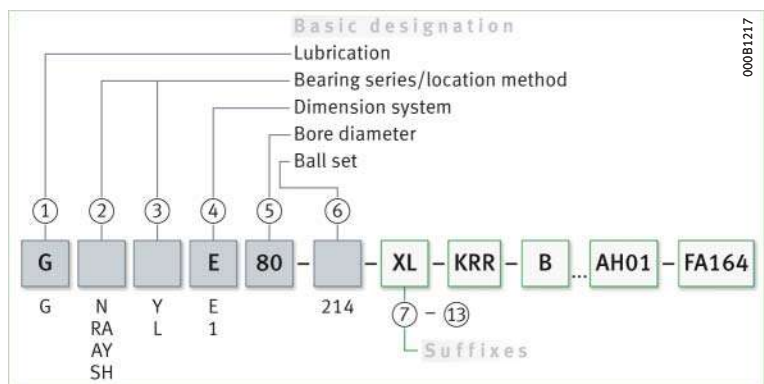 Basic designation
000B1217
Lubrication
Bearing series/location method
Dimension system
Bore diameter
Ball set
① ② ③ ④ ⑤ ⑥
G E 80 – – XL – KRR – B ... AH01 – FA164
G N Y E 214 ⑦ – ⑬
RA L 1
AY Suffixes
SH